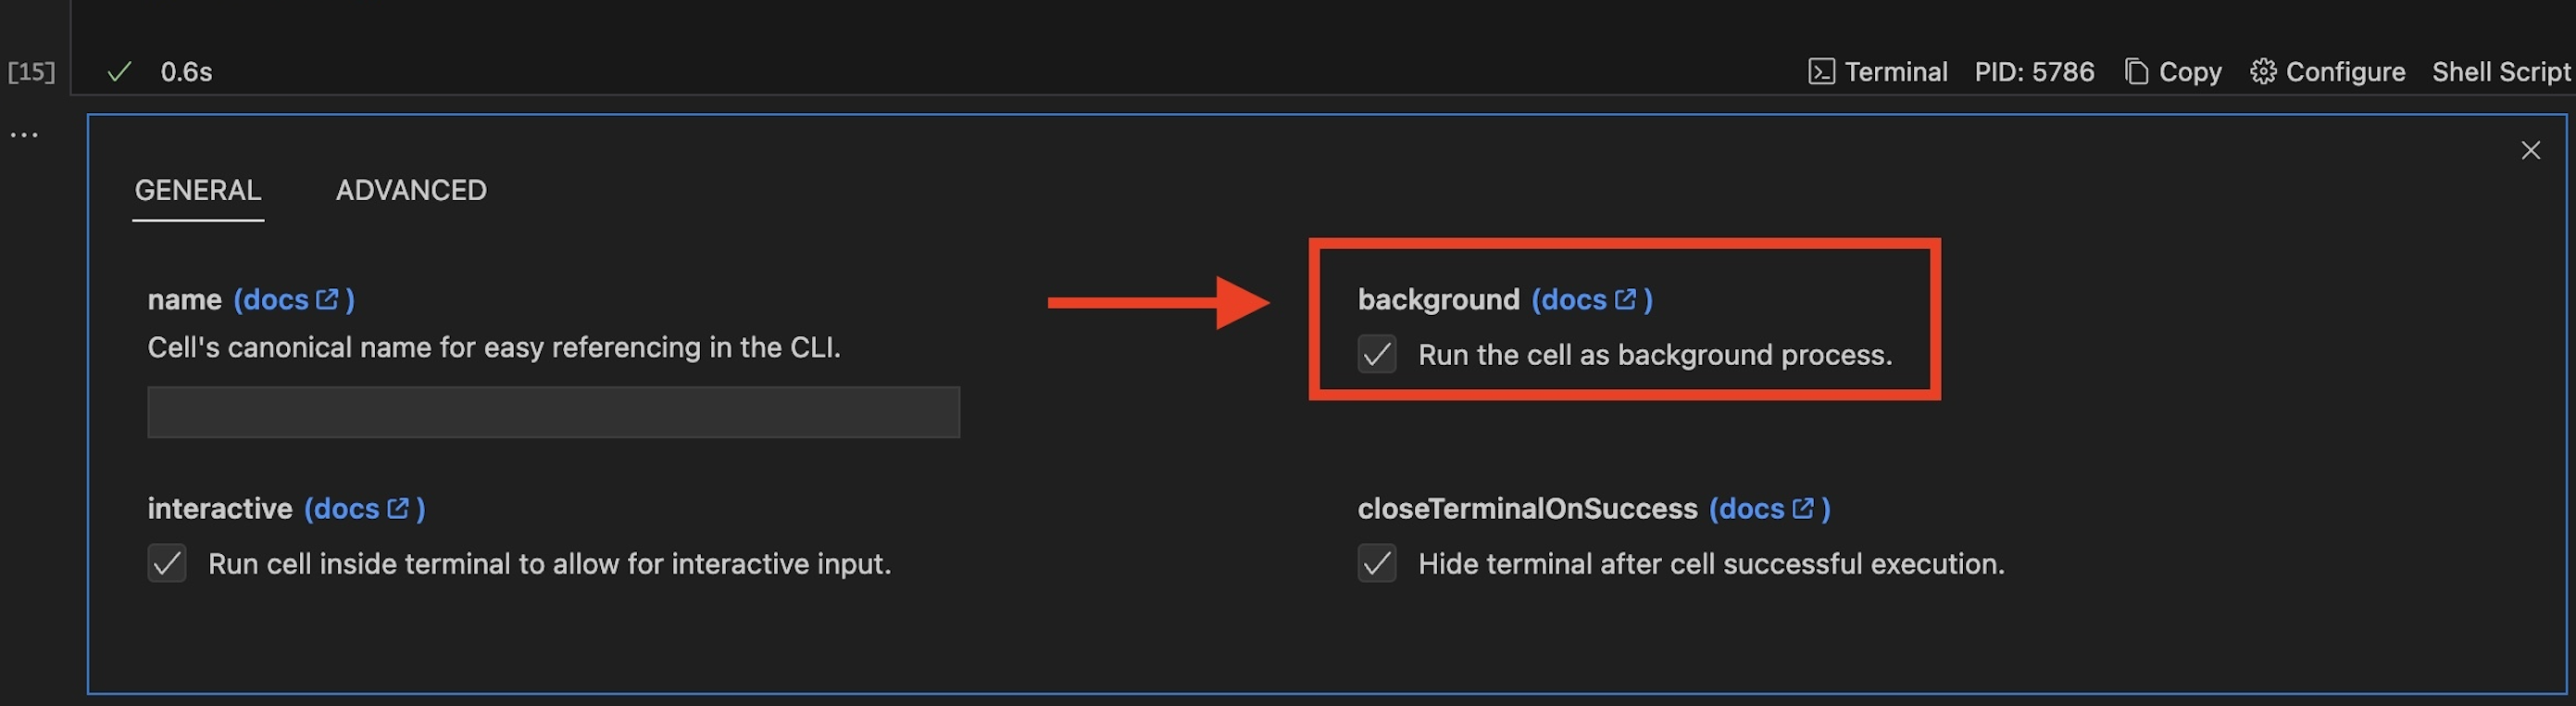 [15] 0.6s Terminal PID: 5786 Copy Configure Shell Script
...
GENERAL ADVANCED
name (docs)
Cell's canonical name for easy referencing in the CLI.
background (docs)
Run the cell as background process.
interactive (docs)
Run cell inside terminal to allow for interactive input.
closeTerminalOnSuccess (docs)
Hide terminal after cell successful execution.